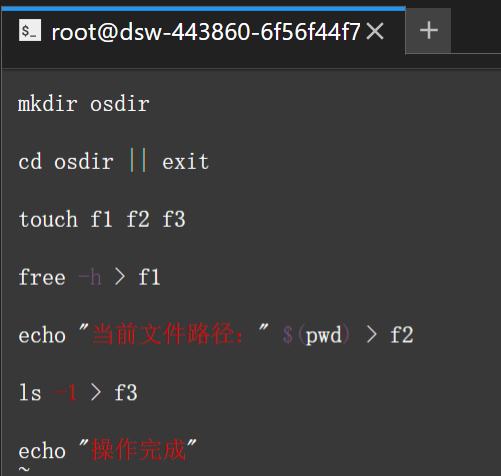 $_ root@dsw-443860-6f56f44f7
mkdir osdir
cd osdir || exit
touch f1 f2 f3
free -h > f1
echo "当前文件路径：" $(pwd) > f2
ls -l > f3
echo "操作完成"
~